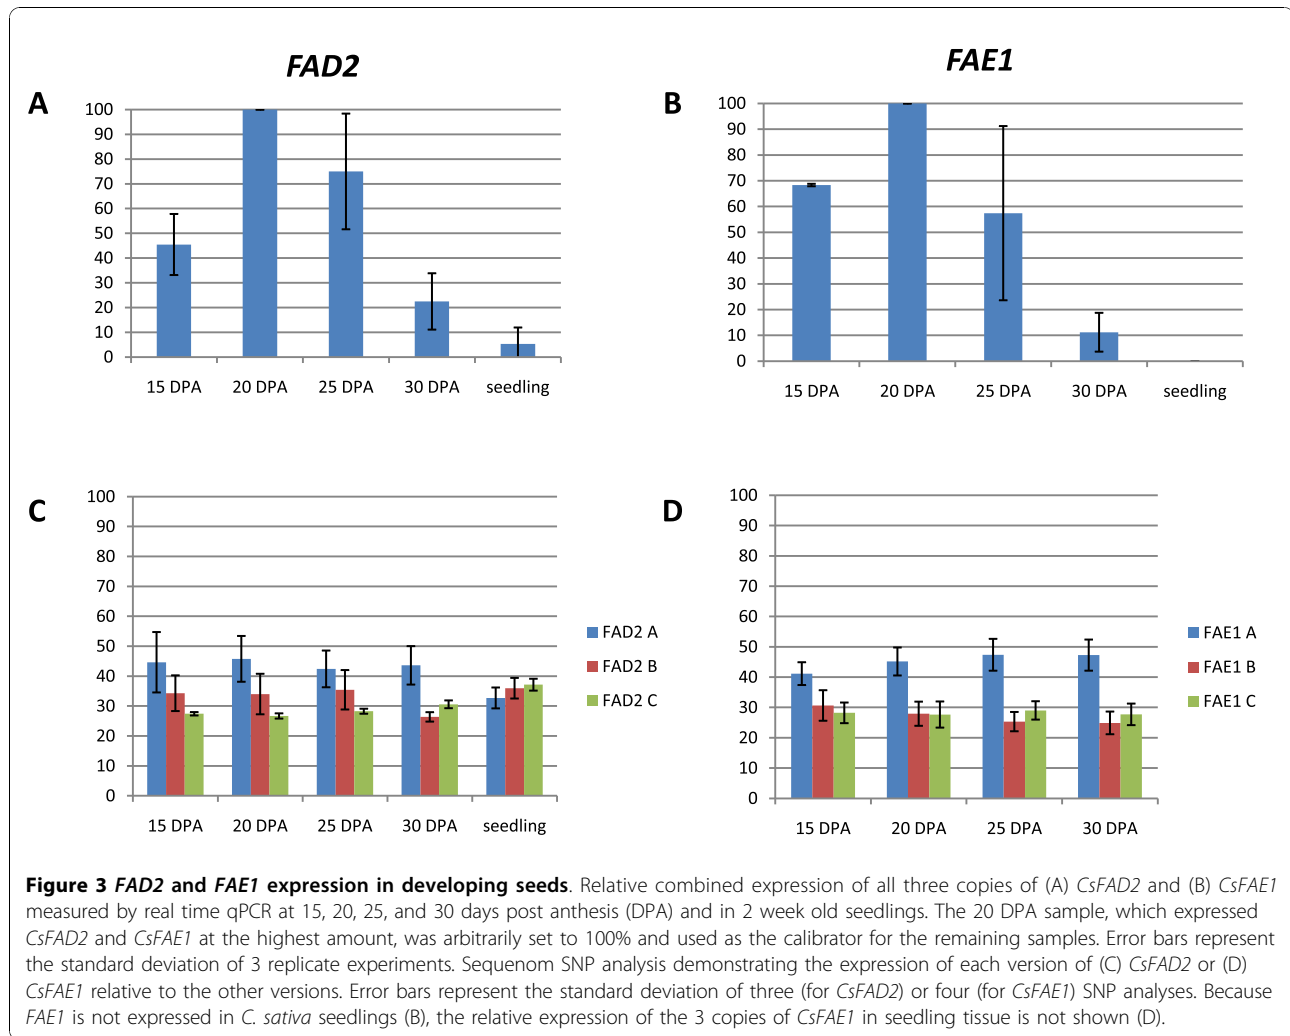 FAD2
FAE1
A
100
90
80
70
60
50
40
30
20
10
0
15 DPA 20 DPA 25 DPA 30 DPA seedling
B
100
90
80
70
60
50
40
30
20
10
0
15 DPA 20 DPA 25 DPA 30 DPA seedling
C
100
90
80
70
60
50
40
30
20
10
0
15 DPA 20 DPA 25 DPA 30 DPA seedling
FAD2 A
FAD2 B
FAD2 C
D
100
90
80
70
60
50
40
30
20
10
0
15 DPA 20 DPA 25 DPA 30 DPA
FAE1 A
FAE1 B
FAE1 C
Figure 3 FAD2 and FAE1 expression in developing seeds. Relative combined expression of all three copies of (A) CsFAD2 and (B) CsFAE1
measured by real time qPCR at 15, 20, 25, and 30 days post anthesis (DPA) and in 2 week old seedlings. The 20 DPA sample, which expressed
CsFAD2 and CsFAE1 at the highest amount, was arbitrarily set to 100% and used as the calibrator for the remaining samples. Error bars represent
the standard deviation of 3 replicate experiments. Sequenom SNP analysis demonstrating the expression of each version of (C) CsFAD2 or (D)
CsFAE1 relative to the other versions. Error bars represent the standard deviation of three (for CsFAD2) or four (for CsFAE1) SNP analyses. Because
FAE1 is not expressed in C. sativa seedlings (B), the relative expression of the 3 copies of CsFAE1 in seedling tissue is not shown (D).